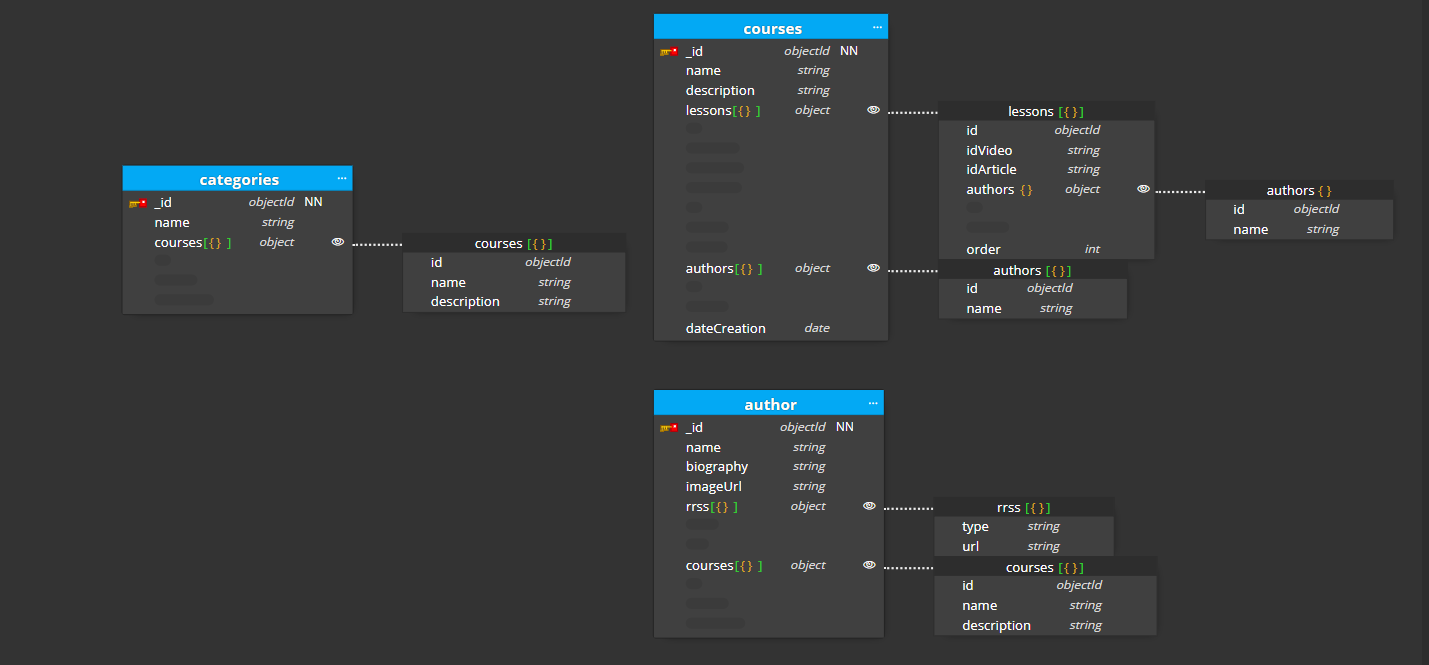 categories ...
_id objectId NN
name string
courses[{} ] object
courses [{}]
id objectId
name string
description string
courses ...
_id objectId NN
name string
description string
lessons[{} ] object
authors[{} ] object
dateCreation date
lessons [{}]
id objectId
idVideo string
idArticle string
authors {} object
order int
authors {}
id objectId
name string
authors [{}]
id objectId
name string
author ...
_id objectId NN
name string
biography string
imageUrl string
rrss[{} ] object
courses[{} ] object
rrss [{}]
type string
url string
courses [{}]
id objectId
name string
description string